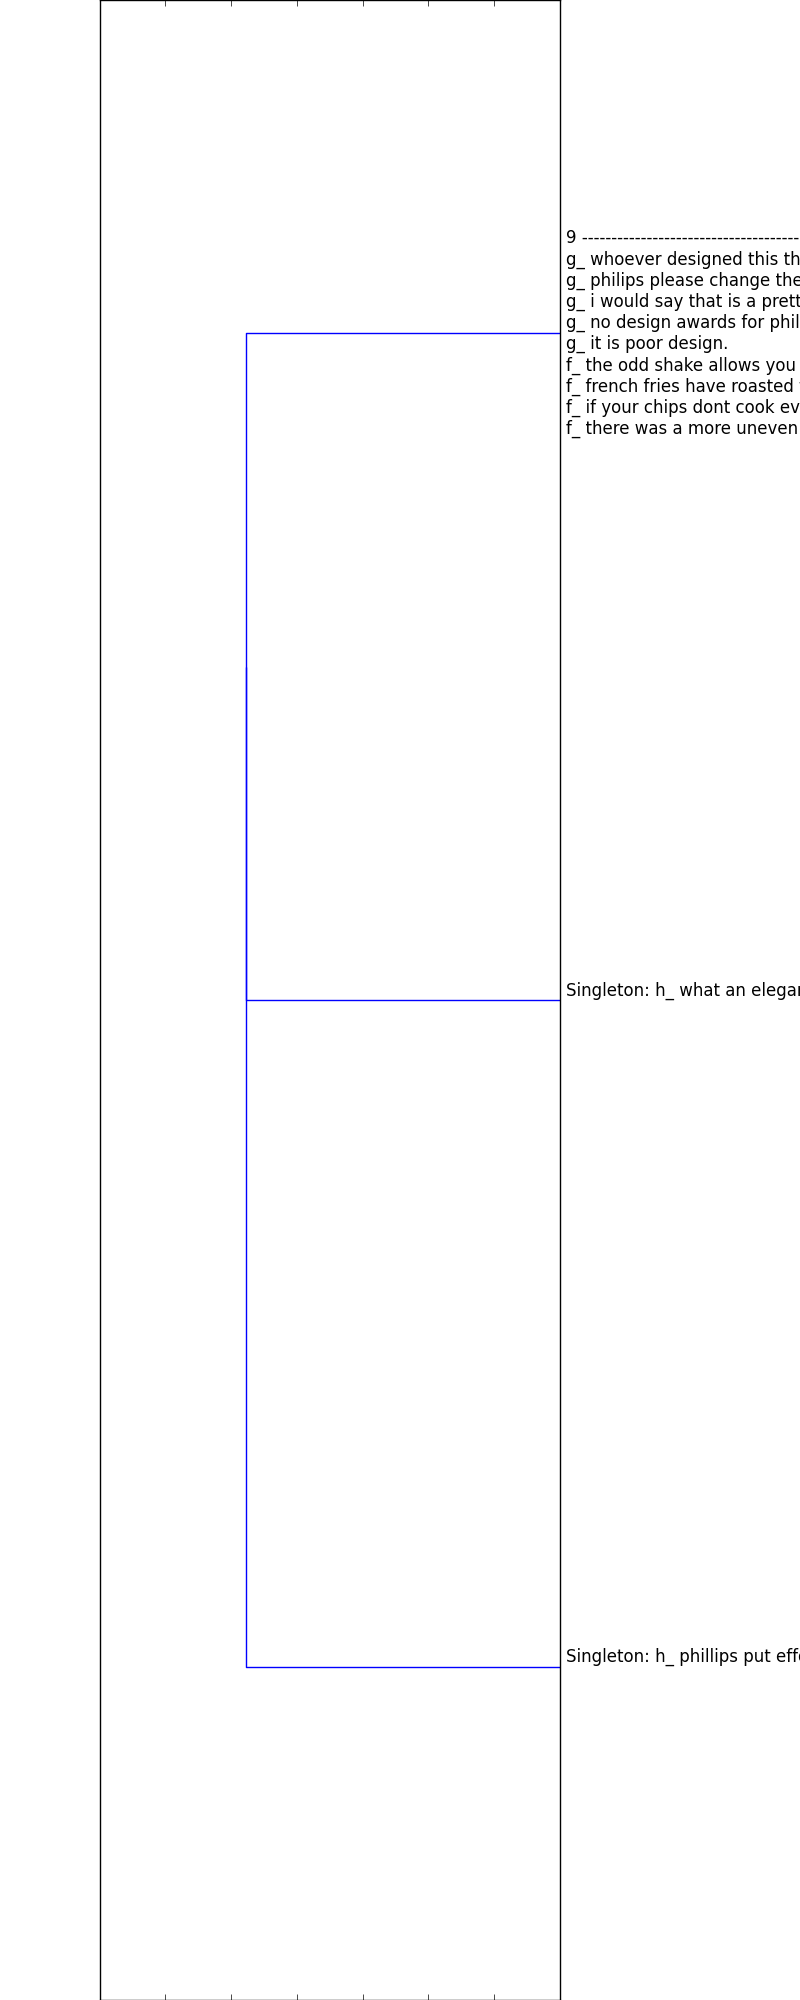 9 -------------------------------------
g_ whoever designed this th
g_ philips please change the
g_ i would say that is a prett
g_ no design awards for phil
g_ it is poor design.
f_ the odd shake allows you
f_ french fries have roasted
f_ if your chips dont cook ev
f_ there was a more uneven
Singleton: h_ what an elegan
Singleton: h_ phillips put effo